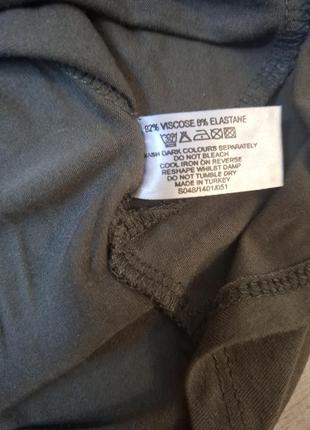 92% VISCOSE 8% ELASTANE
WASH DARK COLOURS SEPARATELY
DO NOT BLEACH
COOL IRON ON REVERSE
RESHAPE WHILST DAMP
DO NOT TUMBLE DRY
MADE IN TURKEY
S048/1401/051